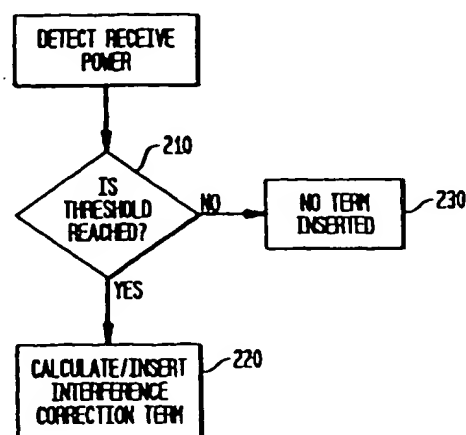 DETECT RECEIVE
POWER
210
IS
THRESHOLD
REACHED?
NO
NO TERM
INSERTED
230
YES
220
CALCULATE/INSERT
INTERFERENCE
CORRECTION TERM